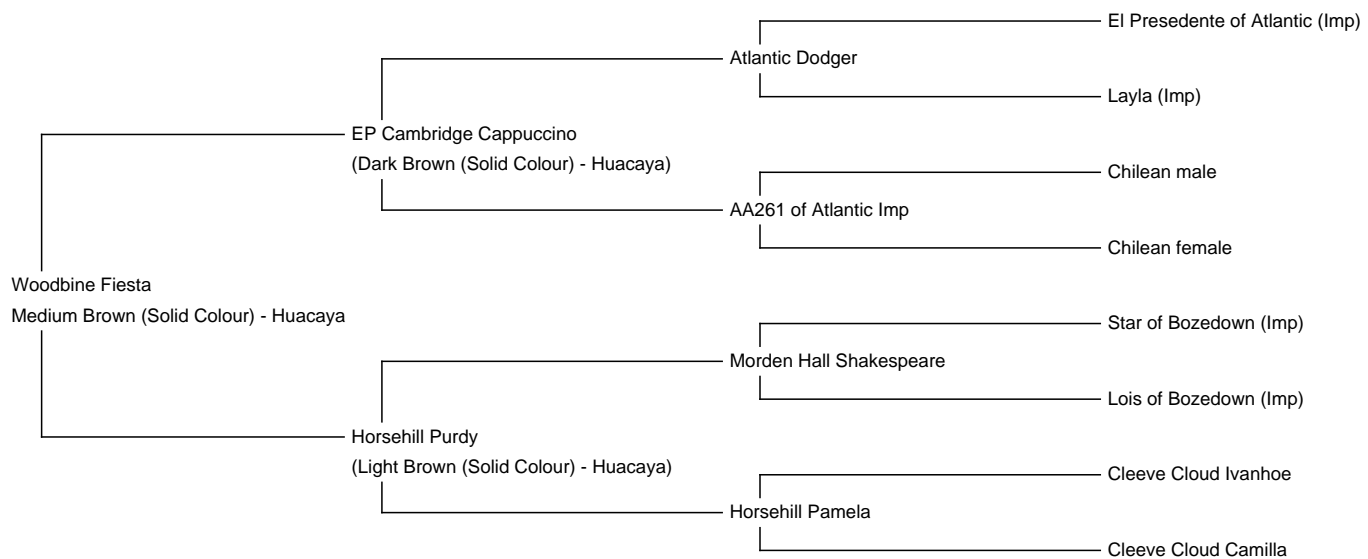 El Presedente of Atlantic (Imp)
Atlantic Dodger
Layla (Imp)
EP Cambridge Cappuccino
(Dark Brown (Solid Colour) - Huacaya)
Chilean male
AA261 of Atlantic Imp
Chilean female
Woodbine Fiesta
Medium Brown (Solid Colour) - Huacaya
Star of Bozedown (Imp)
Morden Hall Shakespeare
Lois of Bozedown (Imp)
Horsehill Purdy
(Light Brown (Solid Colour) - Huacaya)
Cleeve Cloud Ivanhoe
Horsehill Pamela
Cleeve Cloud Camilla